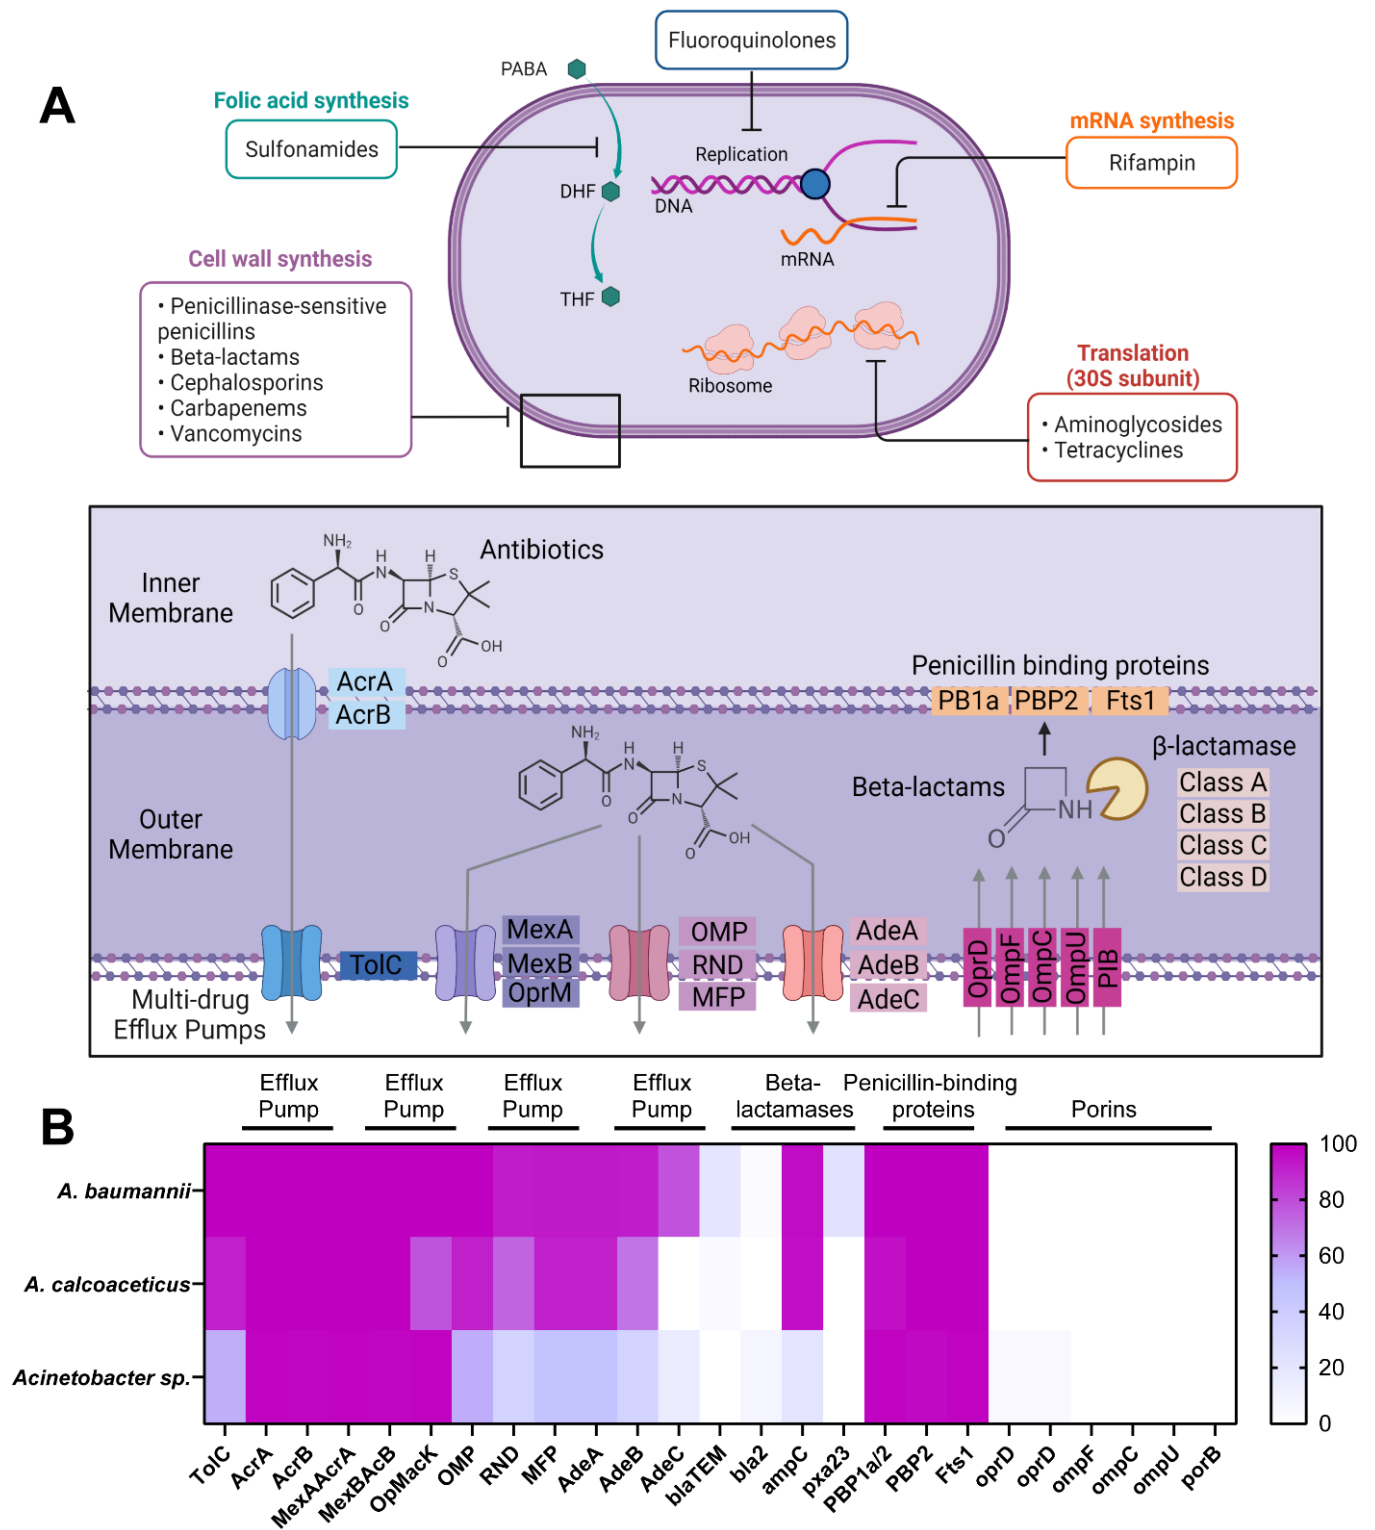 A
Fluoroquinolones
PABA
Folic acid synthesis
Sulfonamides
mRNA synthesis
Rifampin
Replication
DHF
DNA
mRNA
THF
Cell wall synthesis
• Penicillinase-sensitive
penicillins
• Beta-lactams
• Cephalosporins
• Carbapenems
• Vancomycins
Ribosome
Translation
(30S subunit)
• Aminoglycosides
• Tetracyclines
Inner
Membrane
Antibiotics
NH₂
H
N
H
S
O
N
O
O
OH
AcrA
AcrB
Penicillin binding proteins
PB1a
PBP2
Fts1
NH₂
H
N
H
S
O
N
O
O
OH
Outer
Membrane
Beta-lactams
O
NH
β-lactamase
Class A
Class B
Class C
Class D
TolC
MexA
MexB
OprM
OMP
RND
MFP
AdeA
AdeB
AdeC
OprD
OmpF
OmpC
OmpU
PIB
Multi-drug
Efflux Pumps
B
Efflux
Pump
Efflux
Pump
Efflux
Pump
Efflux
Pump
Beta-
lactamases
Penicillin-binding
proteins
Porins
A. baumannii
A. calcoaceticus
Acinetobacter sp.
100
80
60
40
20
0
TolC
AcrA
AcrB
MexAAcrA
MexBAcB
OpMacK
OMP
RND
MFP
AdeA
AdeB
AdeC
blaTEM
bla2
ampC
pxa23
PBP1a/2
PBP2
Fts1
oprD
oprD
ompF
ompC
ompU
porB